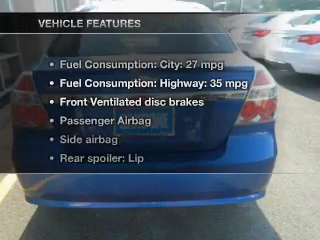 VEHICLE FEATURES
Fuel Consumption: City: 27 mpg
Fuel Consumption: Highway: 35 mpg
Front Ventilated disc brakes
Passenger Airbag
Side airbag
Rear spoiler: Lip